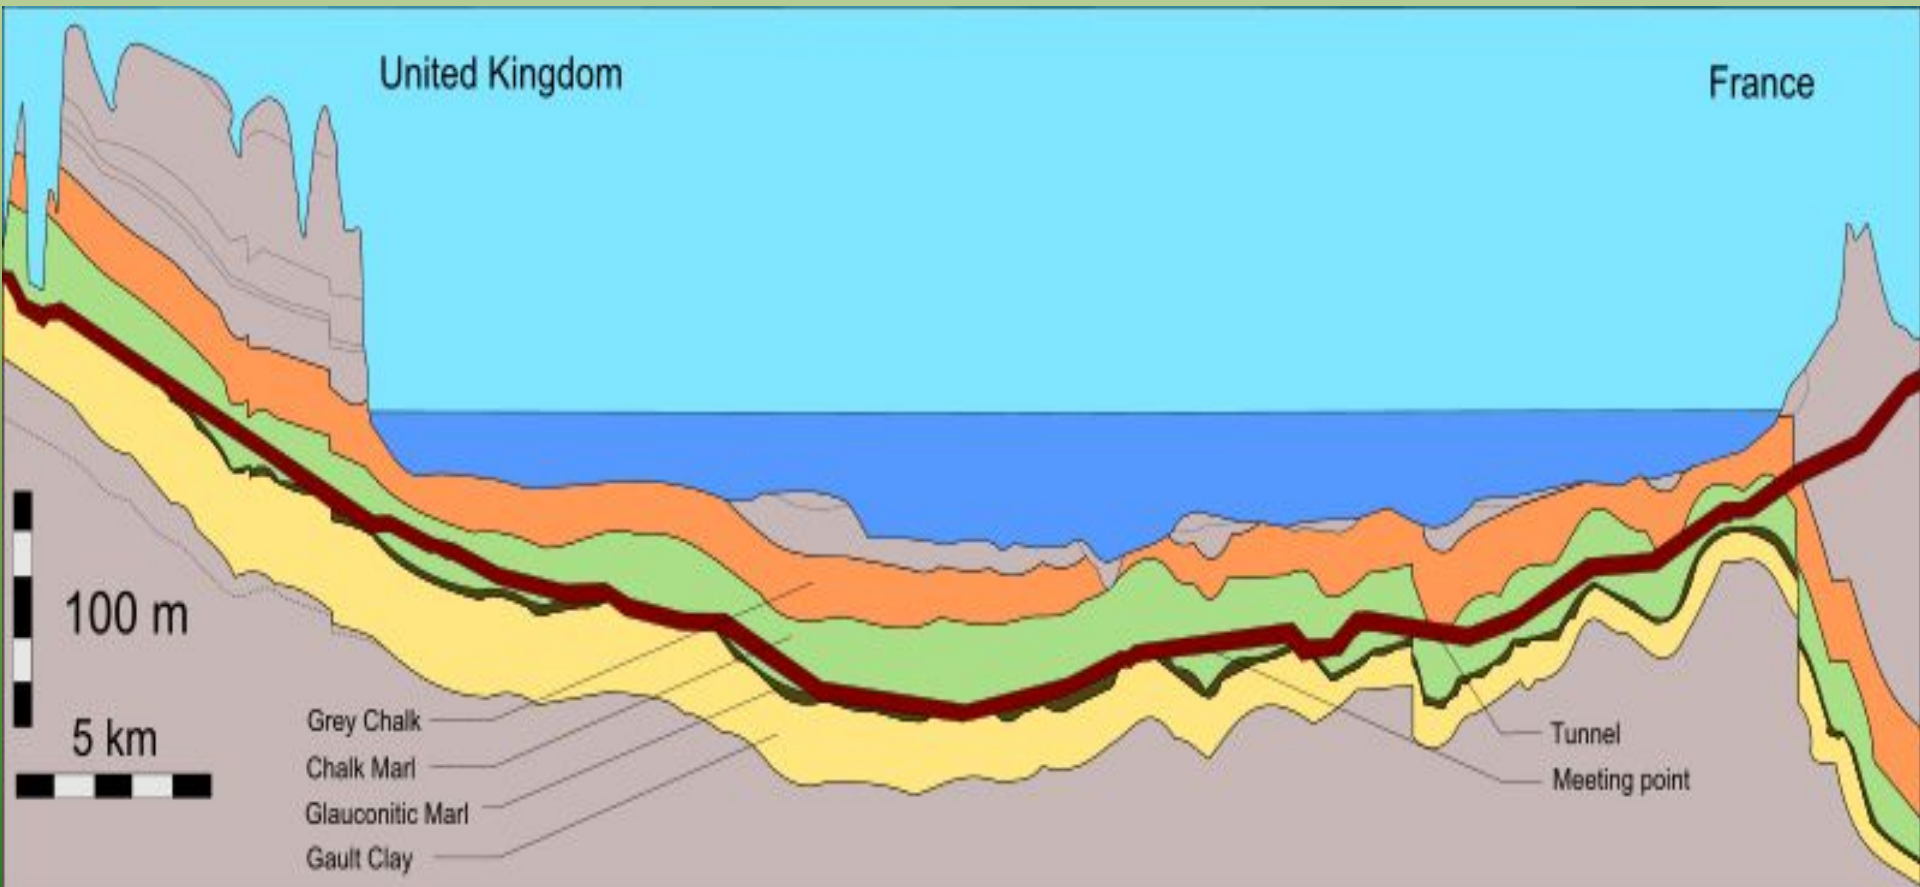 United Kingdom
France
100 m
5 km
Grey Chalk
Chalk Marl
Glauconitic Marl
Gault Clay
Tunnel
Meeting point